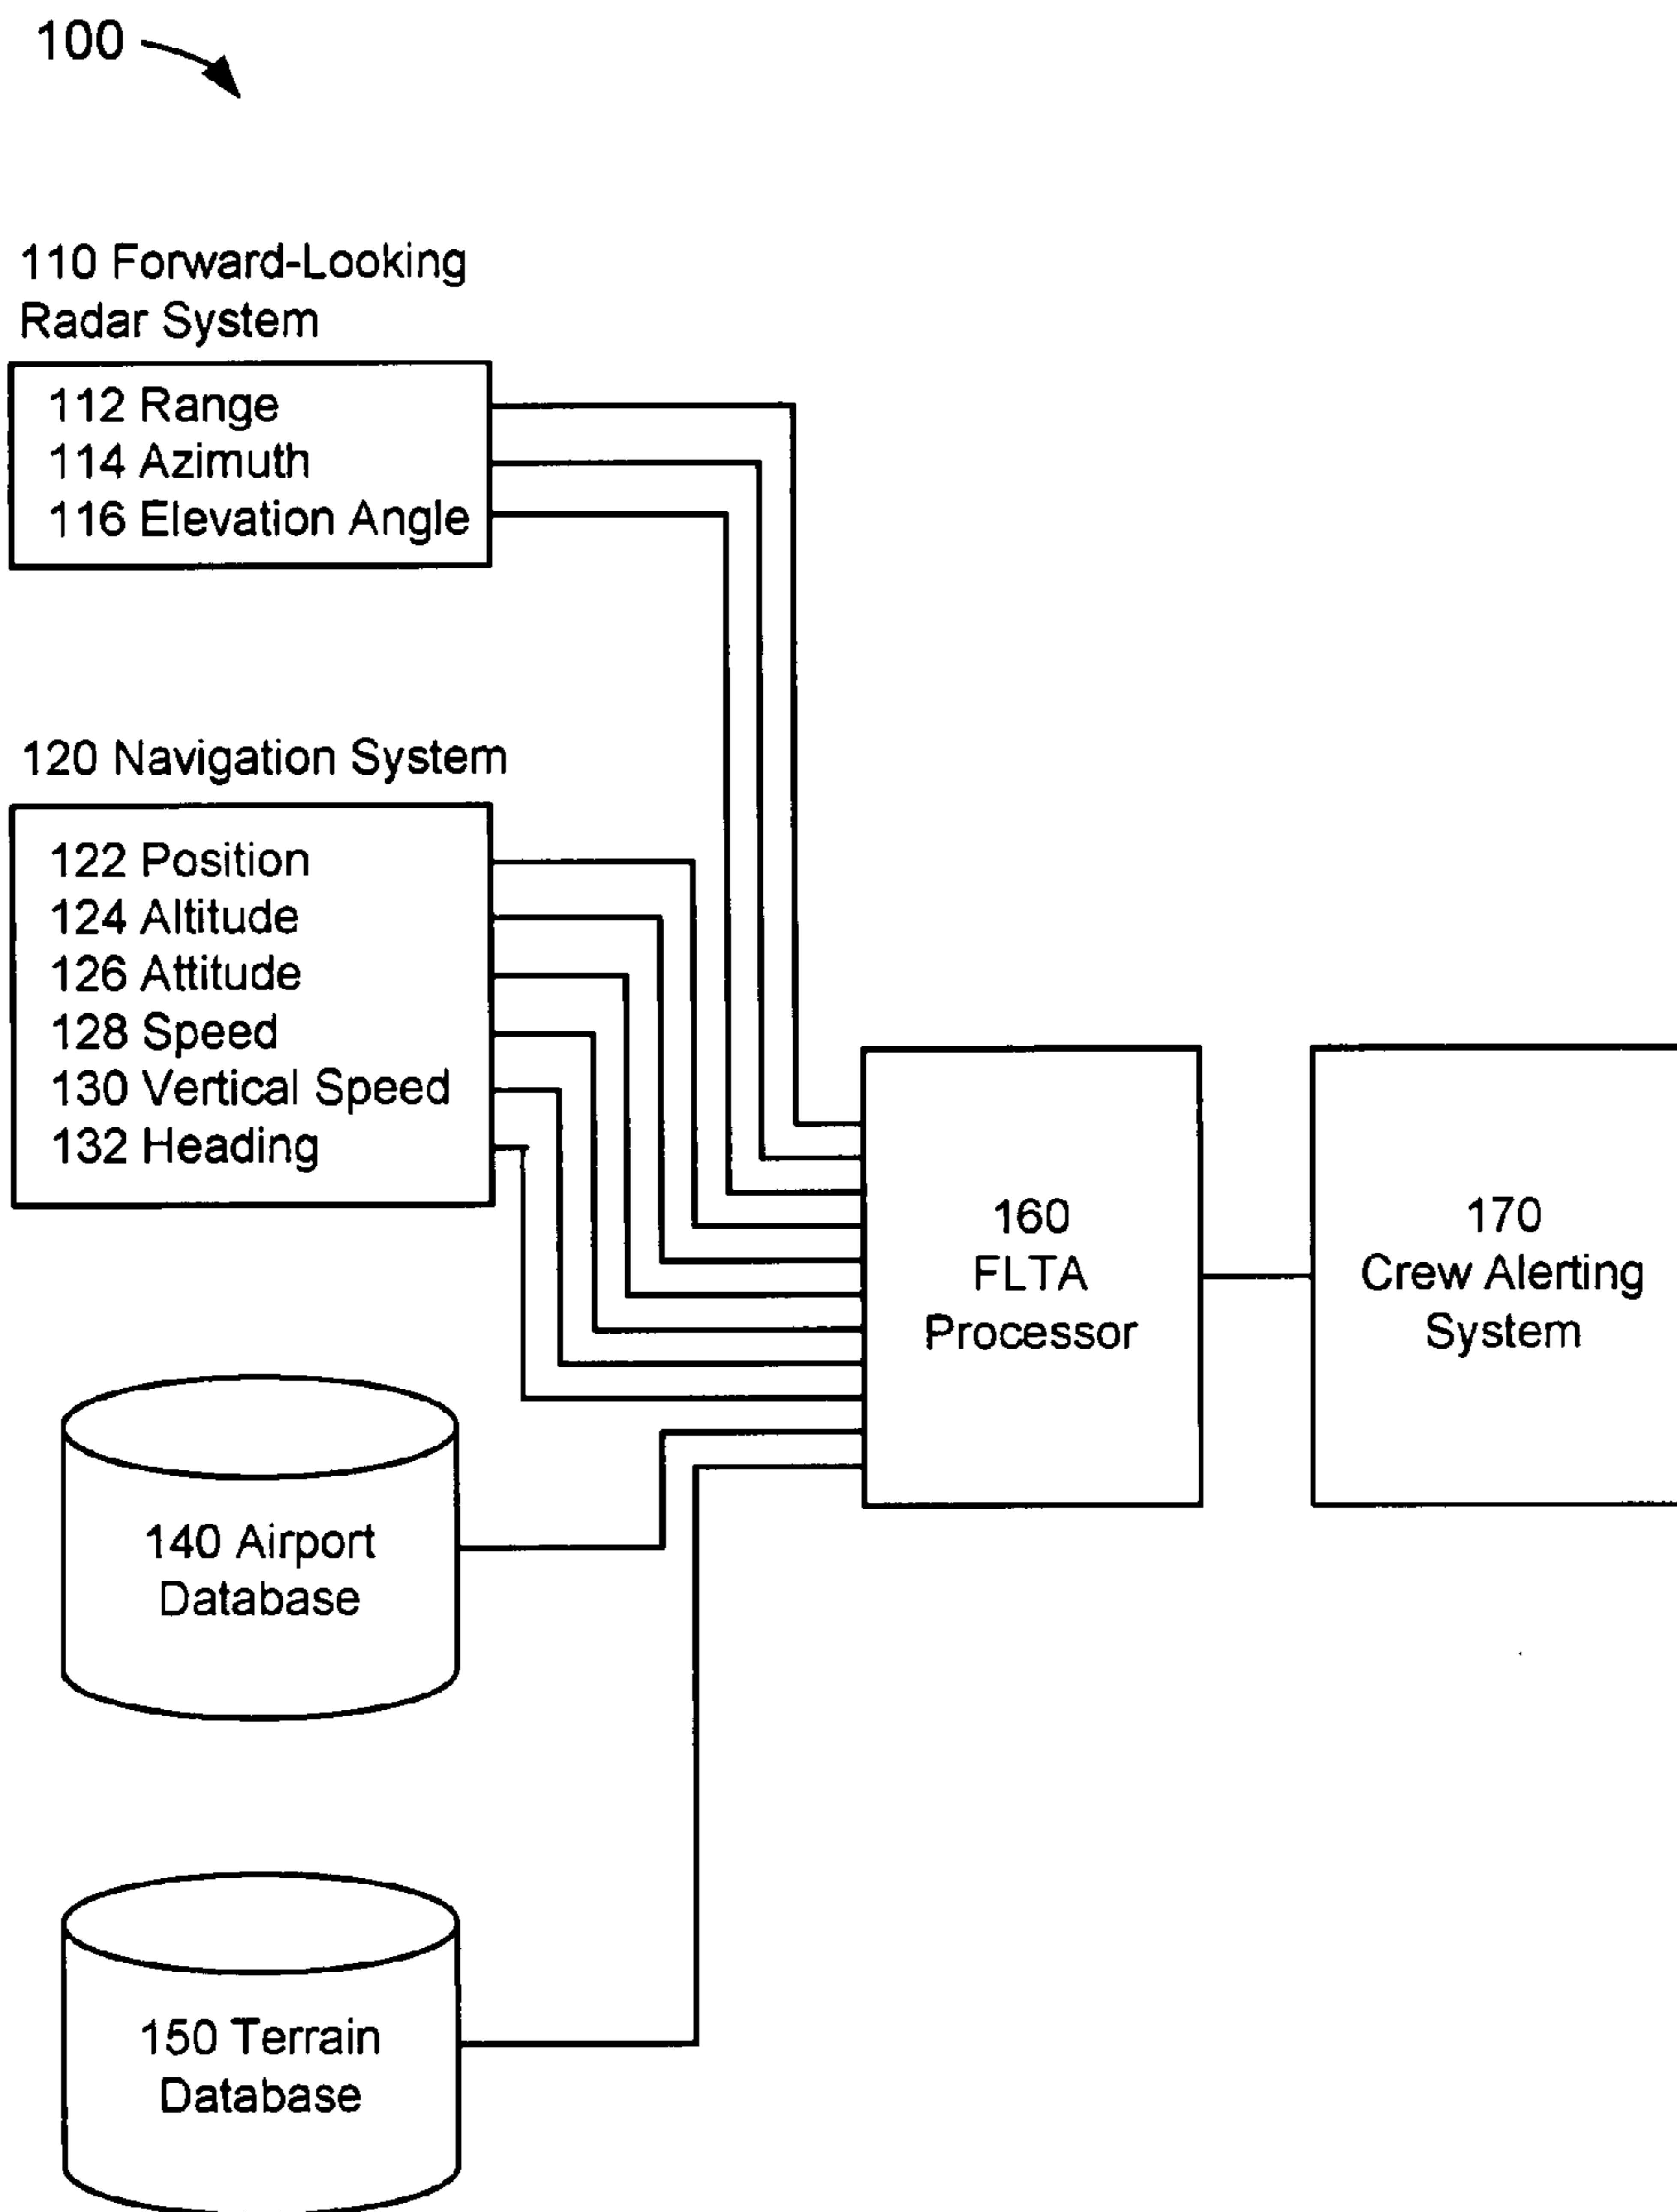 100
110 Forward-Looking
Radar System
112 Range
114 Azimuth
116 Elevation Angle
120 Navigation System
122 Position
124 Altitude
126 Attitude
128 Speed
130 Vertical Speed
132 Heading
160
FLTA
Processor
170
Crew Alerting
System
140 Airport
Database
150 Terrain
Database